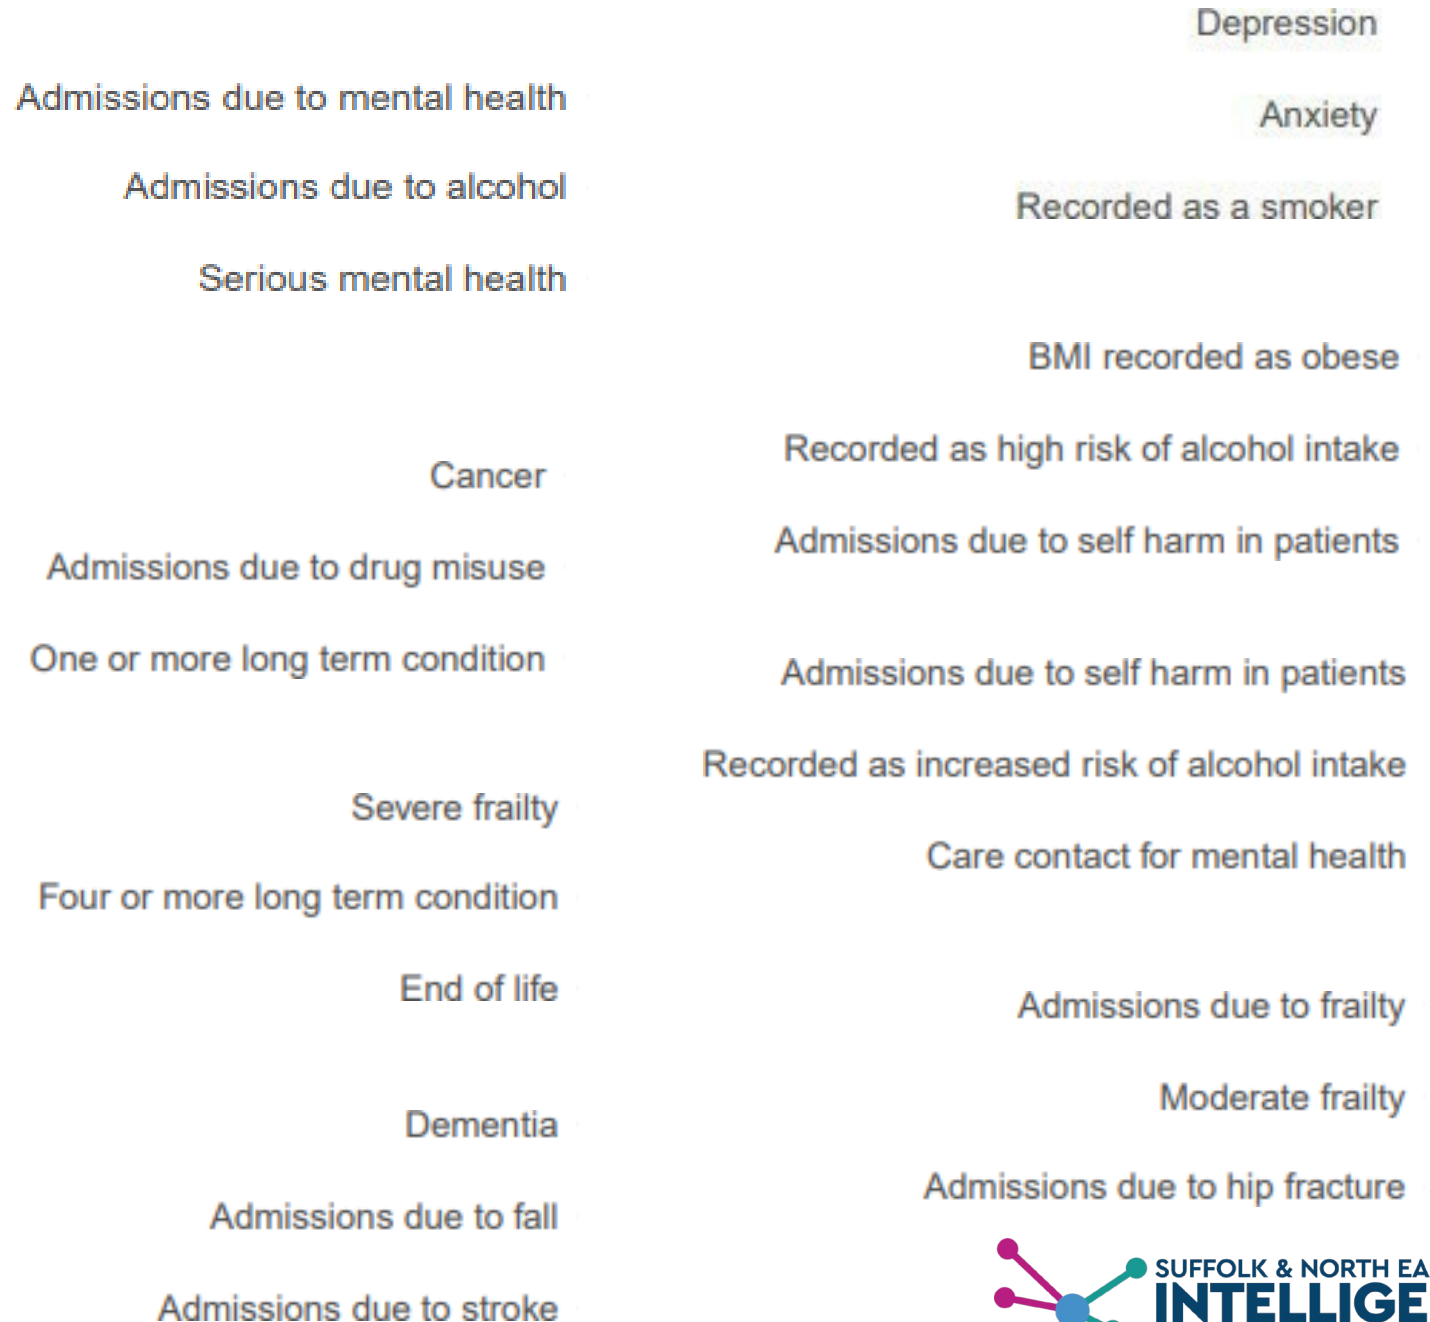 Admissions due to mental health
Admissions due to alcohol
Serious mental health
Cancer
Admissions due to drug misuse
One or more long term condition
Severe frailty
Four or more long term condition
End of life
Dementia
Admissions due to fall
Admissions due to stroke
Depression
Anxiety
Recorded as a smoker
BMI recorded as obese
Recorded as high risk of alcohol intake
Admissions due to self harm in patients
Admissions due to self harm in patients
Recorded as increased risk of alcohol intake
Care contact for mental health
Admissions due to frailty
Moderate frailty
Admissions due to hip fracture
SUFFOLK & NORTH EA
INTELLIGE